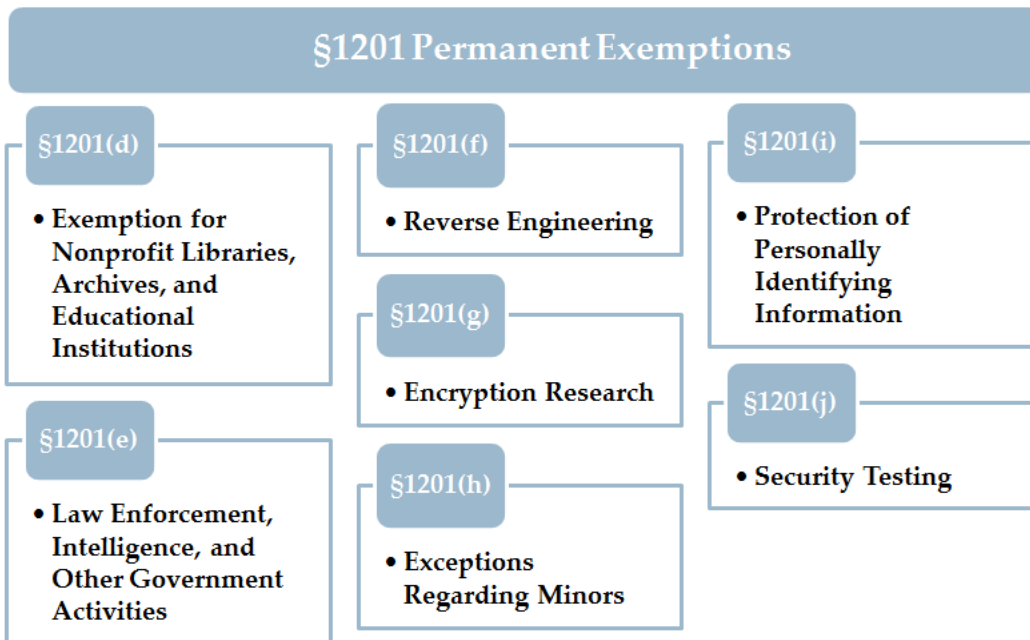 §1201 Permanent Exemptions
§1201(d)
• Exemption for
Nonprofit Libraries,
Archives, and
Educational
Institutions
§1201(e)
• Law Enforcement,
Intelligence, and
Other Government
Activities
§1201(f)
• Reverse Engineering
§1201(g)
• Encryption Research
§1201(h)
• Exceptions
Regarding Minors
§1201(i)
• Protection of
Personally
Identifying
Information
§1201(j)
• Security Testing